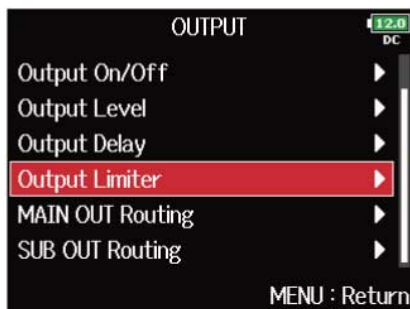 OUTPUT
12.0
DC
Output On/Off
Output Level
Output Delay
Output Limiter
MAIN OUT Routing
SUB OUT Routing
MENU : Return